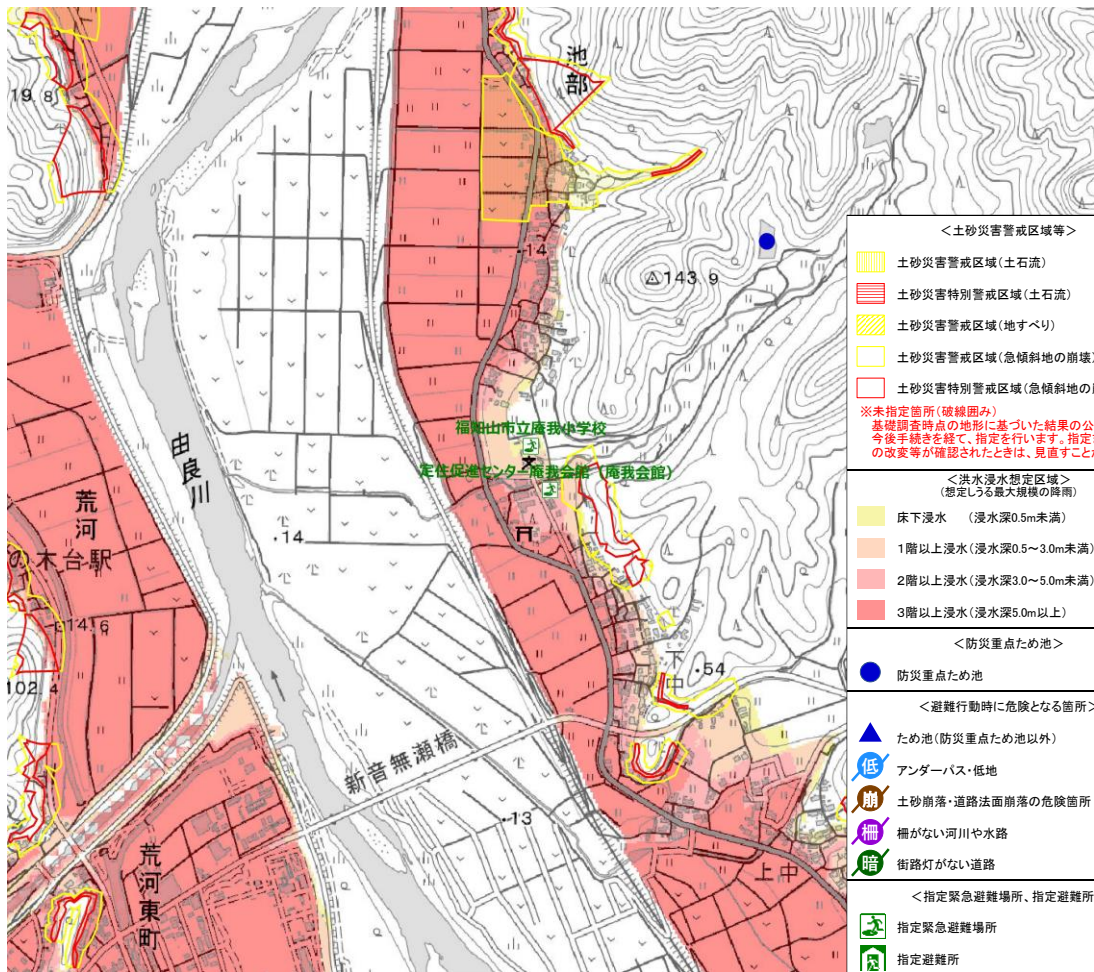 池部
19.8
14
143.9
福知山市立庵我小学校
定住促進センター庵我会館（庵我会館）
由良川
荒河
の木台駅
14
14.6
下中
54
102.4
新音無瀬橋
13
荒河東町
上中
＜土砂災害警戒区域等＞
土砂災害警戒区域（土石流）
土砂災害特別警戒区域（土石流）
土砂災害警戒区域（地すべり）
土砂災害警戒区域（急傾斜地の崩壊）
土砂災害特別警戒区域（急傾斜地の
※未指定箇所（破線囲み）
基礎調査時点の地形に基づいた結果の公
今後手続きを経て、指定を行います。指定
の改変等が確認されたときは、見直すこと
＜洪水浸水想定区域＞
（想定しうる最大規模の降雨）
床下浸水　（浸水深0.5m未満）
1階以上浸水（浸水深0.5～3.0m未満）
2階以上浸水（浸水深3.0～5.0m未満）
3階以上浸水（浸水深5.0m以上）
＜防災重点ため池＞
防災重点ため池
＜避難行動時に危険となる箇所＞
ため池（防災重点ため池以外）
低 アンダーパス・低地
崩 土砂崩落・道路法面崩落の危険箇所
柵 柵がない河川や水路
暗 街路灯がない道路
＜指定緊急避難場所、指定避難所
指定緊急避難場所
指定避難所